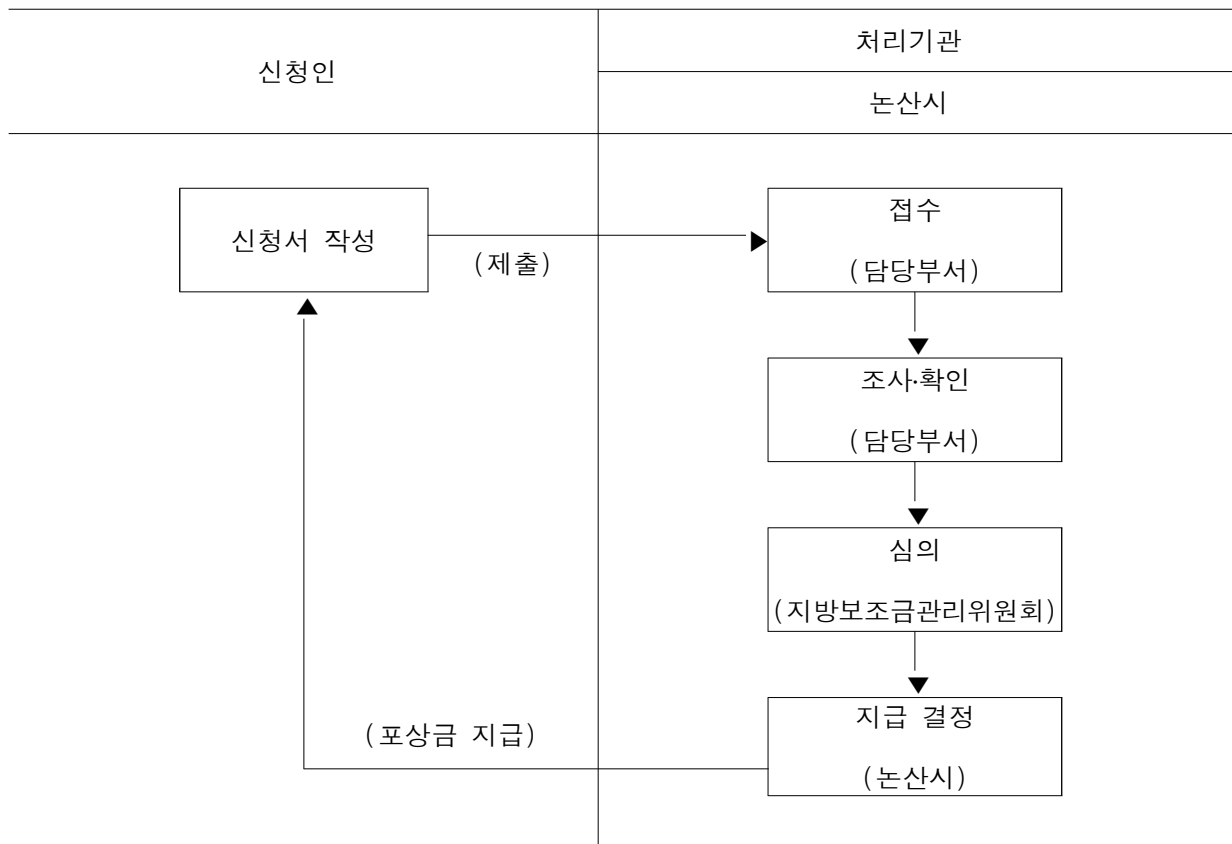 신청인
처리기관
논산시
신청서 작성
(제출)
접수
(담당부서)
조사·확인
(담당부서)
심의
(지방보조금관리위원회)
지급 결정
(논산시)
(포상금 지급)